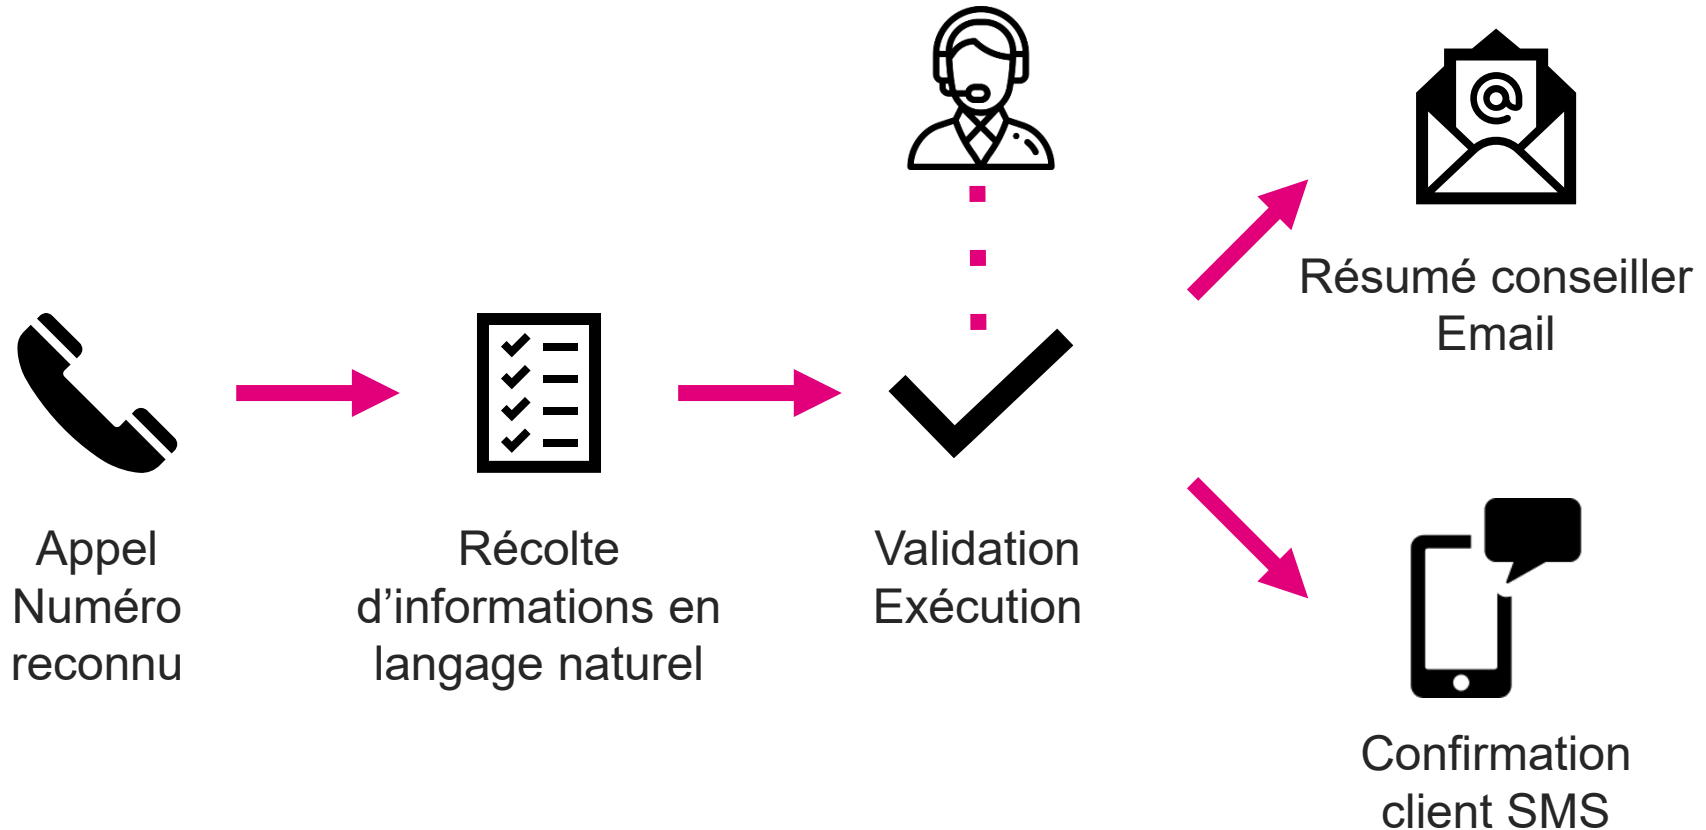 Appel
Numéro
reconnu
Récolte
d’informations en
langage naturel
Validation
Exécution
Résumé conseiller
Email
Confirmation
client SMS